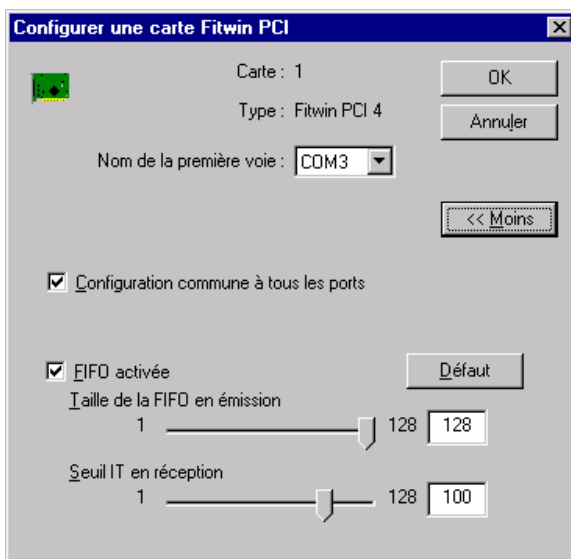 Configurer une carte Fitwin PCI
Carte : 1
OK
Type : Fitwin PCI 4
Annuler
Nom de la première voie : COM3
<< Moins
Configuration commune à tous les ports
FIFO activée
Défaut
Taille de la FIFO en émission
1 128 128
Seuil IT en réception
1 128 100